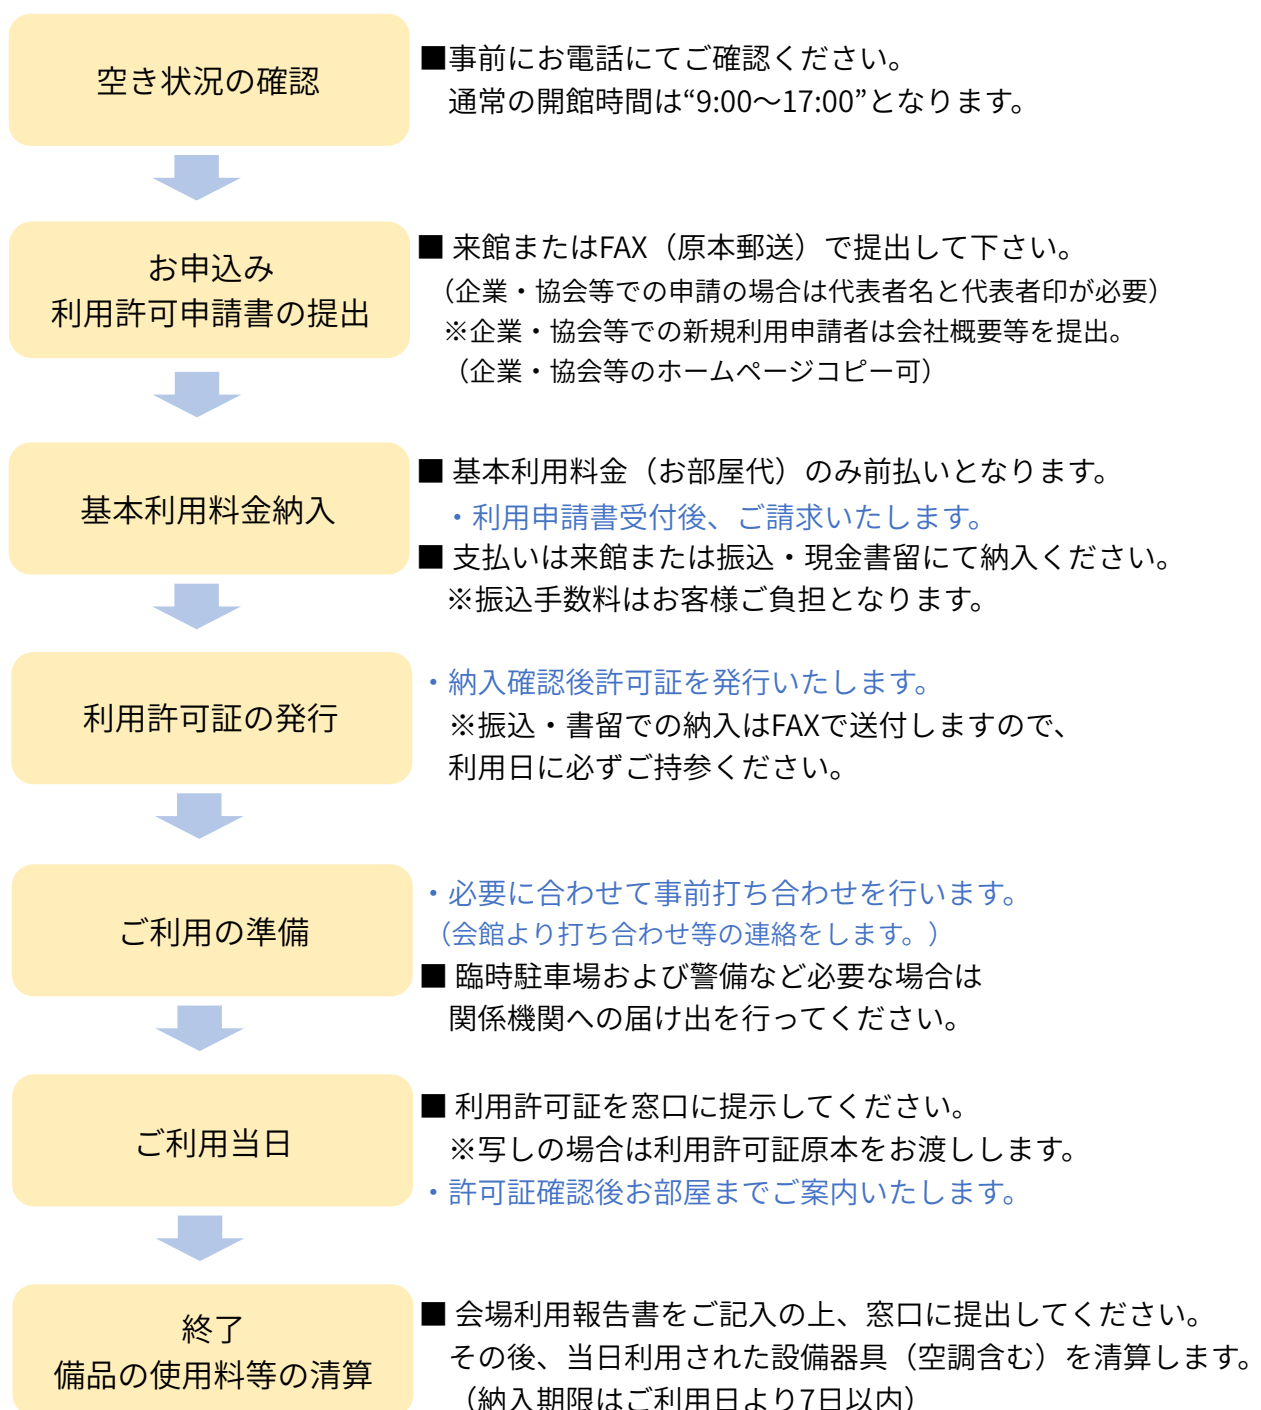 空き状況の確認
■事前にお電話にてご確認ください。
通常の開館時間は“9:00～17:00”となります。
お申込み
利用許可申請書の提出
■ 来館またはFAX（原本郵送）で提出して下さい。
（企業・協会等での申請の場合は代表者名と代表者印が必要）
※企業・協会等での新規利用申請者は会社概要等を提出。
（企業・協会等のホームページコピー可）
基本利用料金納入
■ 基本利用料金（お部屋代）のみ前払いとなります。
・利用申請書受付後、ご請求いたします。
■ 支払いは来館または振込・現金書留にて納入ください。
※振込手数料はお客様ご負担となります。
利用許可証の発行
・納入確認後許可証を発行いたします。
※振込・書留での納入はFAXで送付しますので、
利用日に必ずご持参ください。
ご利用の準備
・必要に合わせて事前打ち合わせを行います。
（会館より打ち合わせ等の連絡をします。）
■ 臨時駐車場および警備など必要な場合は
関係機関への届け出を行ってください。
ご利用当日
■ 利用許可証を窓口に提示してください。
※写しの場合は利用許可証原本をお渡しします。
・許可証確認後お部屋までご案内いたします。
終了
備品の使用料等の清算
■ 会場利用報告書をご記入の上、窓口に提出してください。
その後、当日利用された設備器具（空調含む）を清算します。
（納入期限はご利用日より7日以内）